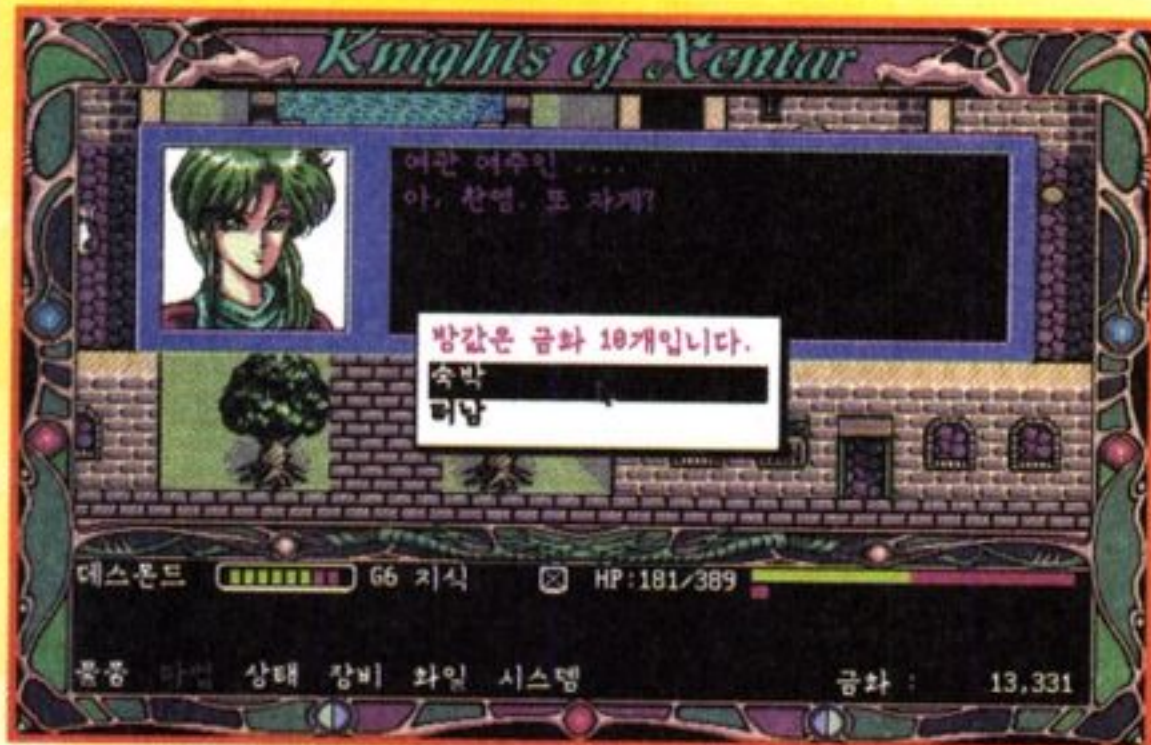 Knights of Xentar
여관 여주인 ....
아, 환영. 또 자게?
방값은 금화 10개입니다.
숙박
떠남
데스몬드 G6 지식 HP:181/389
물품 마법 상태 장비 화일 시스템 금화 : 13,331